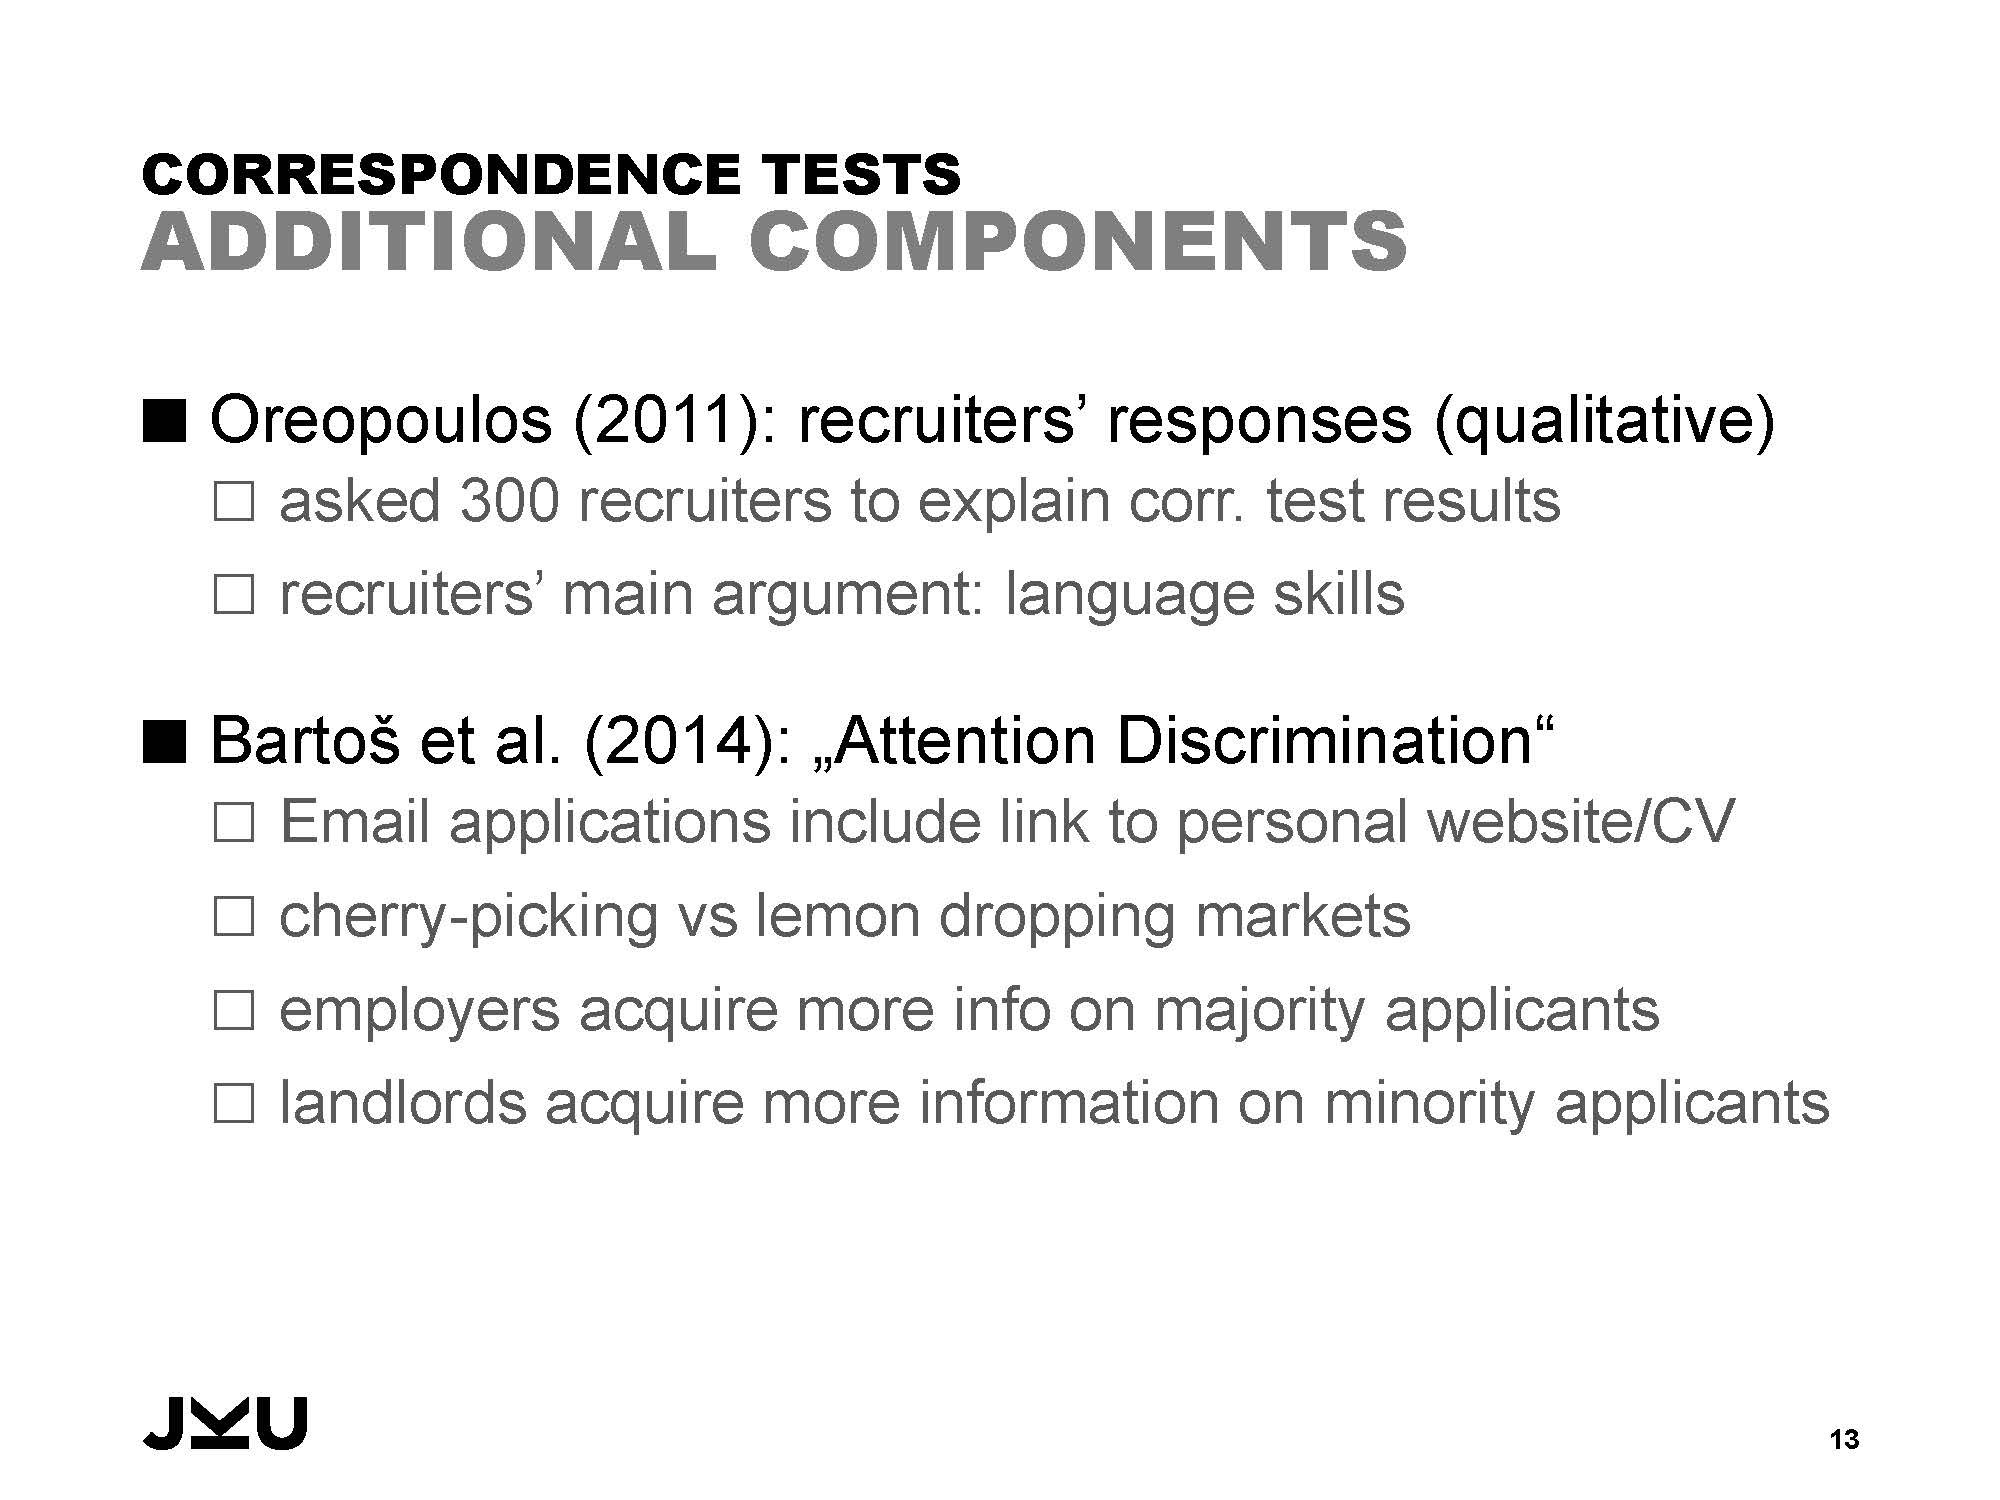 CORRESPONDENCE TESTS
ADDITIONAL COMPONENTS
■ Oreopoulos (2011): recruiters’ responses (qualitative)
□ asked 300 recruiters to explain corr. test results
□ recruiters’ main argument: language skills
■ Bartoš et al. (2014): „Attention Discrimination“
□ Email applications include link to personal website/CV
□ cherry-picking vs lemon dropping markets
□ employers acquire more info on majority applicants
□ landlords acquire more information on minority applicants
JKU
13